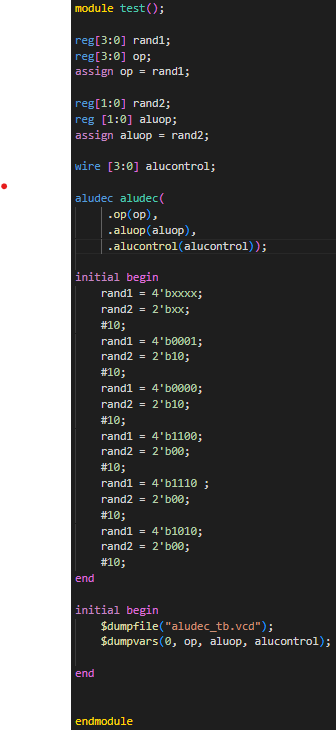 module test();
reg[3:0] rand1;
reg[3:0] op;
assign op = rand1;
reg[1:0] rand2;
reg [1:0] aluop;
assign aluop = rand2;
wire [3:0] alucontrol;
aludec aludec(
.op(op),
.aluop(aluop),
.alucontrol(alucontrol));
initial begin
rand1 = 4'bxxxx;
rand2 = 2'bxx;
#10;
rand1 = 4'b0001;
rand2 = 2'b10;
#10;
rand1 = 4'b0000;
rand2 = 2'b10;
#10;
rand1 = 4'b1100;
rand2 = 2'b00;
#10;
rand1 = 4'b1110 ;
rand2 = 2'b00;
#10;
rand1 = 4'b1010;
rand2 = 2'b00;
#10;
end
initial begin
$dumpfile("aludec_tb.vcd");
$dumpvars(0, op, aluop, alucontrol);
end
endmodule